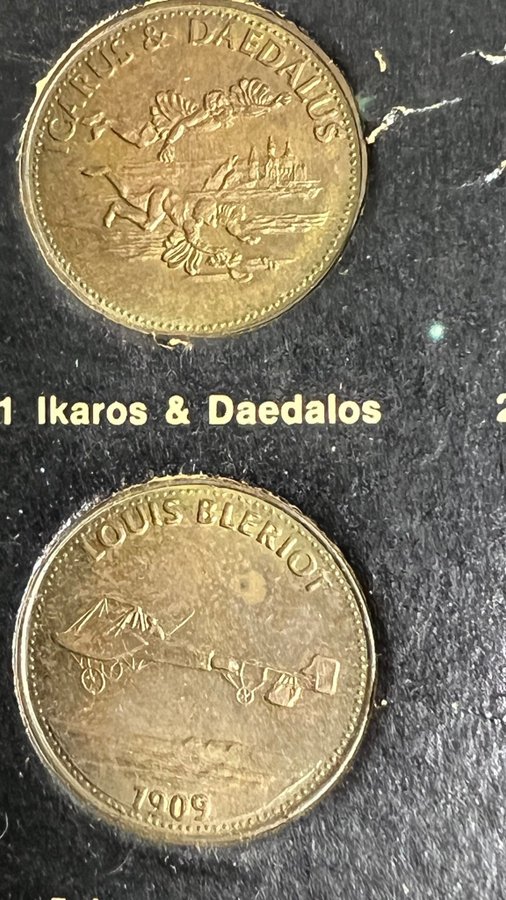 ICARUS & DAEDALUS
1 Ikaros & Daedalos
2
LOUIS BLERIOT
1909